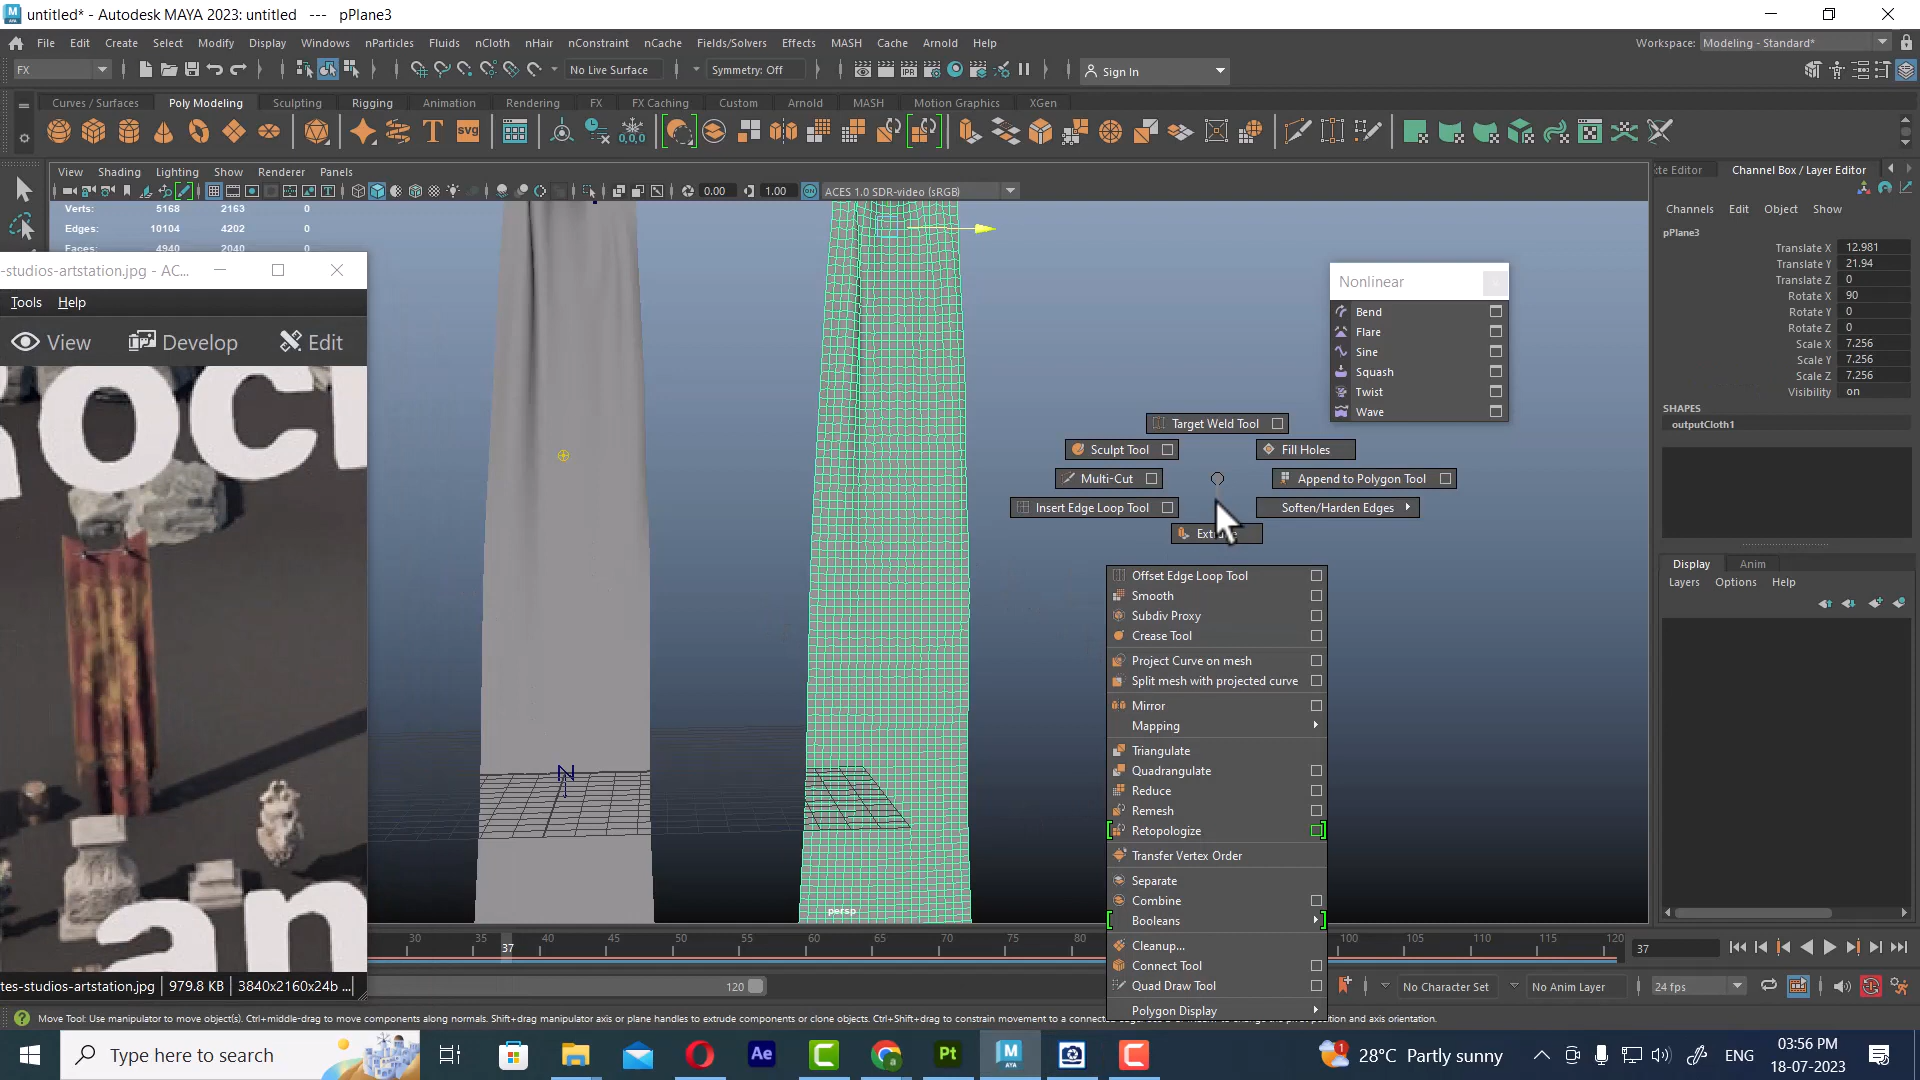 untitled* - Autodesk MAYA 2023: untitled   ---   pPlane3
File Edit Create Select Modify Display Windows nParticles Fluids nCloth nHair nConstraint nCache Fields/Solvers Effects MASH Cache Arnold Help
Workspace: Modeling - Standard*
FX No Live Surface Symmetry: Off Sign In
Curves / Surfaces Poly Modeling Sculpting Rigging Animation Rendering FX FX Caching Custom Arnold MASH Motion Graphics XGen
View Shading Lighting Show Renderer Panels
0.00 1.00 ACES 1.0 SDR-video (sRGB)
Verts: 5168 2163 0
Edges: 10104 4202 0
Faces: 4940 2040 0
-studios-artstation.jpg - AC...
Tools Help
View Develop Edit
an
tes-studios-artstation.jpg 979.8 KB 3840x2160x24b ...
Nonlinear
Bend
Flare
Sine
Squash
Twist
Wave
Target Weld Tool
Sculpt Tool Fill Holes
Multi-Cut Append to Polygon Tool
Insert Edge Loop Tool Soften/Harden Edges
Offset Edge Loop Tool
Smooth
Subdiv Proxy
Crease Tool
Project Curve on mesh
Split mesh with projected curve
Mirror
Mapping
Triangulate
Quadrangulate
Reduce
Remesh
Retopologize
Transfer Vertex Order
Separate
Combine
Booleans
Cleanup...
Connect Tool
Quad Draw Tool
Polygon Display
persp
Channel Box / Layer Editor
Channels Edit Object Show
pPlane3
Translate X 12.981
Translate Y 21.94
Translate Z 0
Rotate X 90
Rotate Y 0
Rotate Z 0
Scale X 7.256
Scale Y 7.256
Scale Z 7.256
Visibility on
SHAPES
outputCloth1
Display Anim
Layers Options Help
30 35 37 40 45 50 55 60 65 70 75 80 100 105 110 115 120
37
120 No Character Set No Anim Layer 24 fps
Move Tool: Use manipulator to move object(s). Ctrl+middle-drag to move components along normals. Shift+drag manipulator axis or plane handles to extrude components or clone objects. Ctrl+Shift+drag to constrain movement to a connected
Type here to search
28°C Partly sunny ENG 03:56 PM
18-07-2023